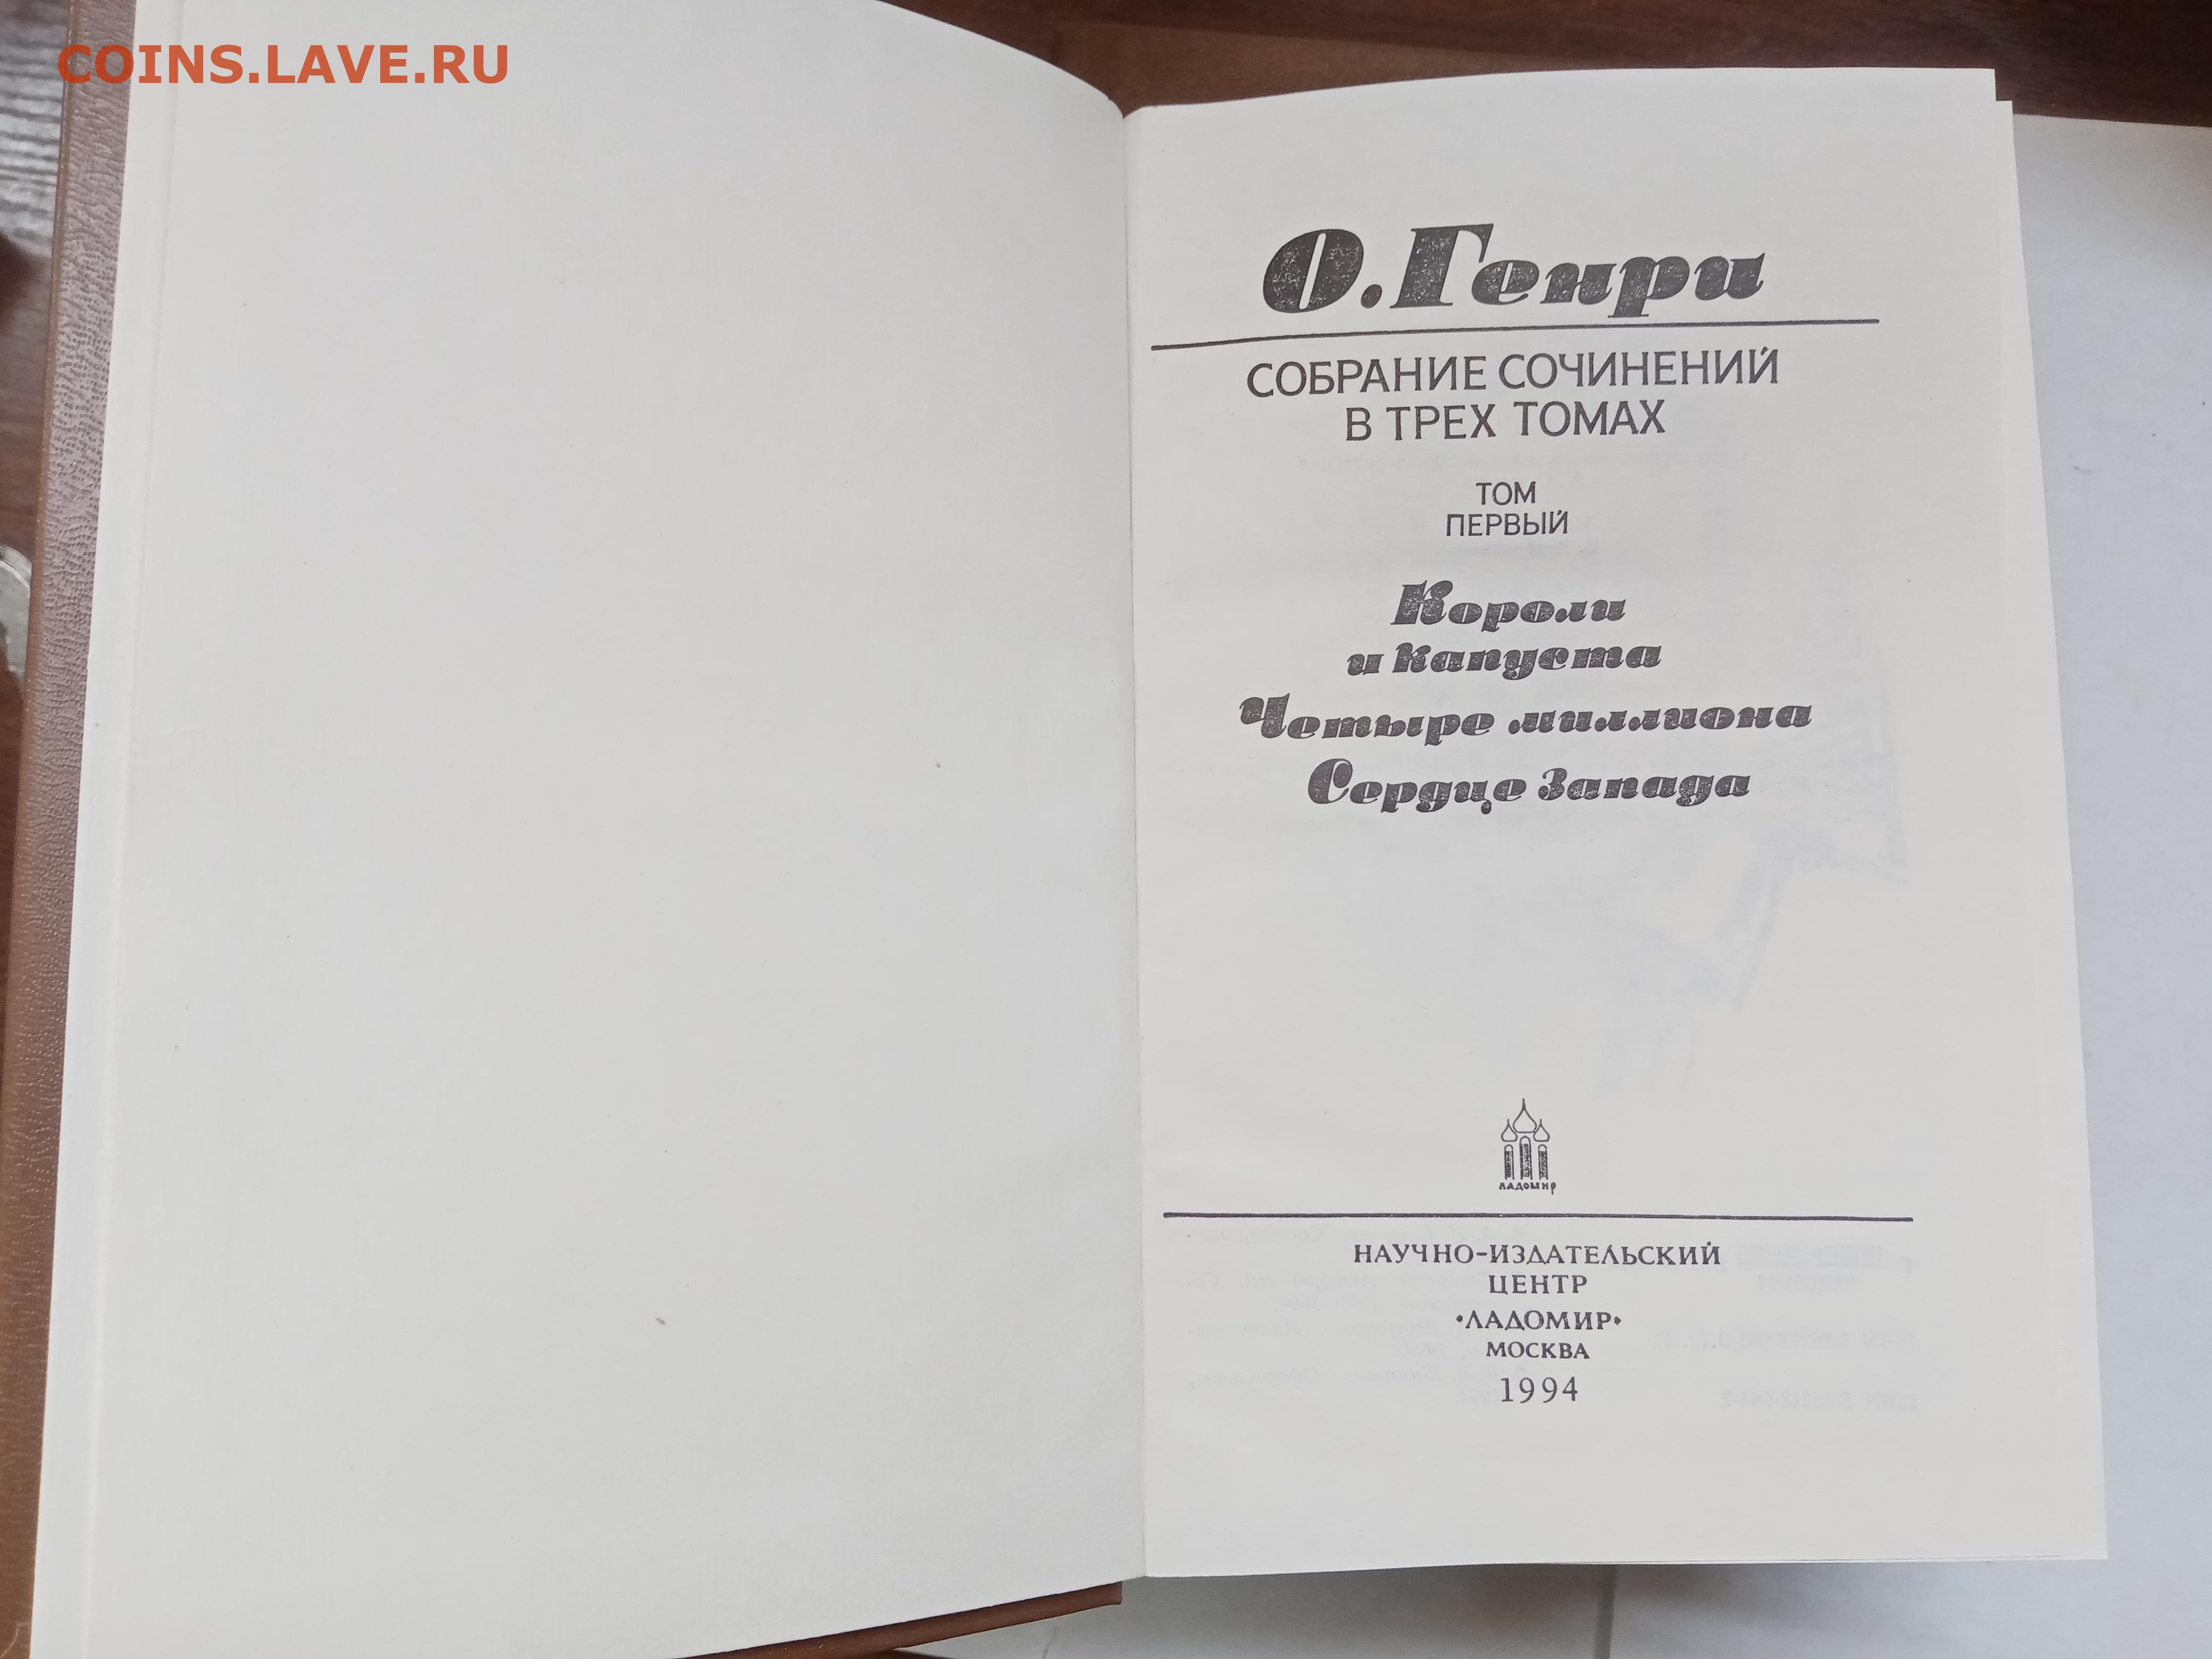 COINS.LAVE.RU
О. Генри
СОБРАНИЕ СОЧИНЕНИЙ
В ТРЕХ ТОМАХ
ТОМ
ПЕРВЫЙ
Короли
и капуста
Четыре миллиона
Сердце Запада
ЛАДОМИР
НАУЧНО-ИЗДАТЕЛЬСКИЙ
ЦЕНТР
•ЛАДОМИР•
МОСКВА
1994